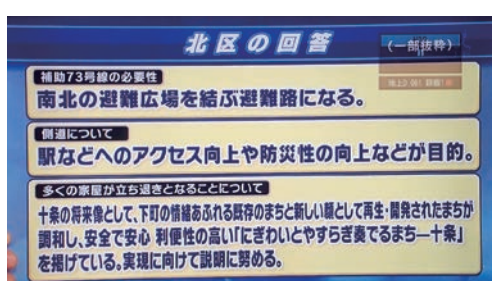 北区の回答
(一部抜粋)
補助73号線の必要性
南北の避難広場を結ぶ避難路になる。
側道について
駅などへのアクセス向上や防災性の向上などが目的。
多くの家屋が立ち退きとなることについて
十条の将来像として、下町の情緒あふれる既存のまちと新しい顔として再生・開発されたまちが
調和し、安全で安心 利便性の高い「にぎわいとやすらぎ奏でるまち―十条」
を掲げている。実現に向けて説明に努める。